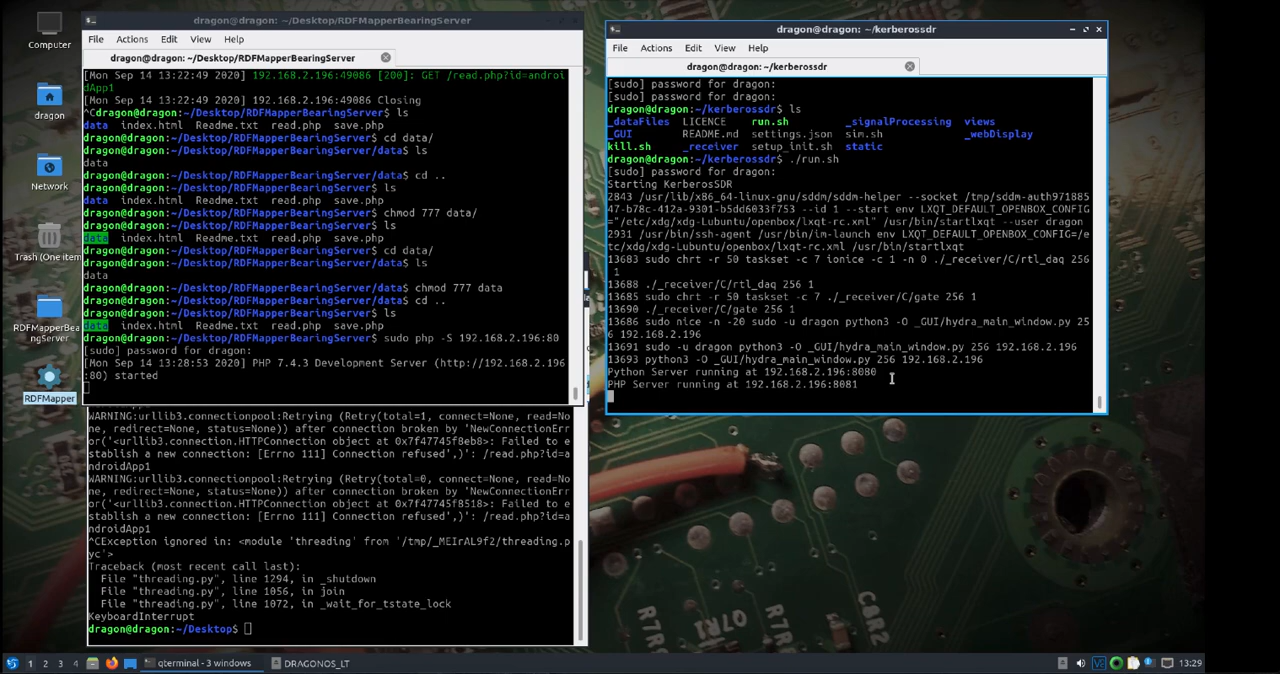 Computer
dragon
Network
Trash (One item)
RDFMapperBea
ngServer
RDFMapper
dragon@dragon: ~/Desktop/RDFMapperBearingServer
File Actions Edit View Help
dragon@dragon: ~/Desktop/RDFMapperBearingServer
[Mon Sep 14 13:22:49 2020] 192.168.2.196:49086 [200]: GET /read.php?id=androi
dApp1
[Mon Sep 14 13:22:49 2020] 192.168.2.196:49086 Closing
^Cdragon@dragon:~/Desktop/RDFMapperBearingServer$ ls
data index.html Readme.txt read.php save.php
dragon@dragon:~/Desktop/RDFMapperBearingServer$ cd data/
dragon@dragon:~/Desktop/RDFMapperBearingServer/data$ ls
data
dragon@dragon:~/Desktop/RDFMapperBearingServer/data$ cd ..
dragon@dragon:~/Desktop/RDFMapperBearingServer$ ls
data index.html Readme.txt read.php save.php
dragon@dragon:~/Desktop/RDFMapperBearingServer$ chmod 777 data/
dragon@dragon:~/Desktop/RDFMapperBearingServer$ ls
data index.html Readme.txt read.php save.php
dragon@dragon:~/Desktop/RDFMapperBearingServer$ cd data/
dragon@dragon:~/Desktop/RDFMapperBearingServer/data$ ls
data
dragon@dragon:~/Desktop/RDFMapperBearingServer/data$ chmod 777 data
dragon@dragon:~/Desktop/RDFMapperBearingServer/data$ cd ..
dragon@dragon:~/Desktop/RDFMapperBearingServer$ ls
data index.html Readme.txt read.php save.php
dragon@dragon:~/Desktop/RDFMapperBearingServer$ sudo php -S 192.168.2.196:80
[sudo] password for dragon:
[Mon Sep 14 13:28:53 2020] PHP 7.4.3 Development Server (http://192.168.2.196
:80) started
WARNING:urllib3.connectionpool:Retrying (Retry(total=1, connect=None, read=No
ne, redirect=None, status=None)) after connection broken by 'NewConnectionErr
or('<urllib3.connection.HTTPConnection object at 0x7f47745f8eb8>: Failed to e
stablish a new connection: [Errno 111] Connection refused',)': /read.php?id=a
ndroidApp1
WARNING:urllib3.connectionpool:Retrying (Retry(total=0, connect=None, read=No
ne, redirect=None, status=None)) after connection broken by 'NewConnectionErr
or('<urllib3.connection.HTTPConnection object at 0x7f47745f8518>: Failed to e
stablish a new connection: [Errno 111] Connection refused',)': /read.php?id=a
ndroidApp1
^CException ignored in: <module 'threading' from '/tmp/_MEIrAL9f2/threading.p
yc'>
Traceback (most recent call last):
File "threading.py", line 1294, in _shutdown
File "threading.py", line 1056, in join
File "threading.py", line 1072, in _wait_for_tstate_lock
KeyboardInterrupt
dragon@dragon:~/Desktop$
dragon@dragon: ~/kerberossdr
File Actions Edit View Help
dragon@dragon: ~/kerberossdr
[sudo] password for dragon:
[sudo] password for dragon:
dragon@dragon:~/kerberossdr$ ls
_dataFiles LICENCE run.sh _signalProcessing views
_GUI README.md settings.json sim.sh _webDisplay
kill.sh _receiver setup_init.sh static
dragon@dragon:~/kerberossdr$ ./run.sh
[sudo] password for dragon:
Starting KerberosSDR
2843 /usr/lib/x86_64-linux-gnu/sddm/sddm-helper --socket /tmp/sddm-auth971885
47-b78c-412a-9301-b5dd6033f753 --id 1 --start env LXQT_DEFAULT_OPENBOX_CONFIG
="/etc/xdg/xdg-Lubuntu/openbox/lxqt-rc.xml" /usr/bin/startlxqt --user dragon
2931 /usr/bin/ssh-agent /usr/bin/im-launch env LXQT_DEFAULT_OPENBOX_CONFIG=/e
tc/xdg/xdg-Lubuntu/openbox/lxqt-rc.xml /usr/bin/startlxqt
13683 sudo chrt -r 50 taskset -c 7 ionice -c 1 -n 0 ./_receiver/C/rtl_daq 256
1
13688 ./_receiver/C/rtl_daq 256 1
13685 sudo chrt -r 50 taskset -c 7 ./_receiver/C/gate 256 1
13690 ./_receiver/C/gate 256 1
13686 sudo nice -n -20 sudo -u dragon python3 -O _GUI/hydra_main_window.py 25
6 192.168.2.196
13691 sudo -u dragon python3 -O _GUI/hydra_main_window.py 256 192.168.2.196
13693 python3 -O _GUI/hydra_main_window.py 256 192.168.2.196
Python Server running at 192.168.2.196:8080
PHP Server running at 192.168.2.196:8081
1 2 3 4 qterminal - 3 windows DRAGONOS_LT 13:29